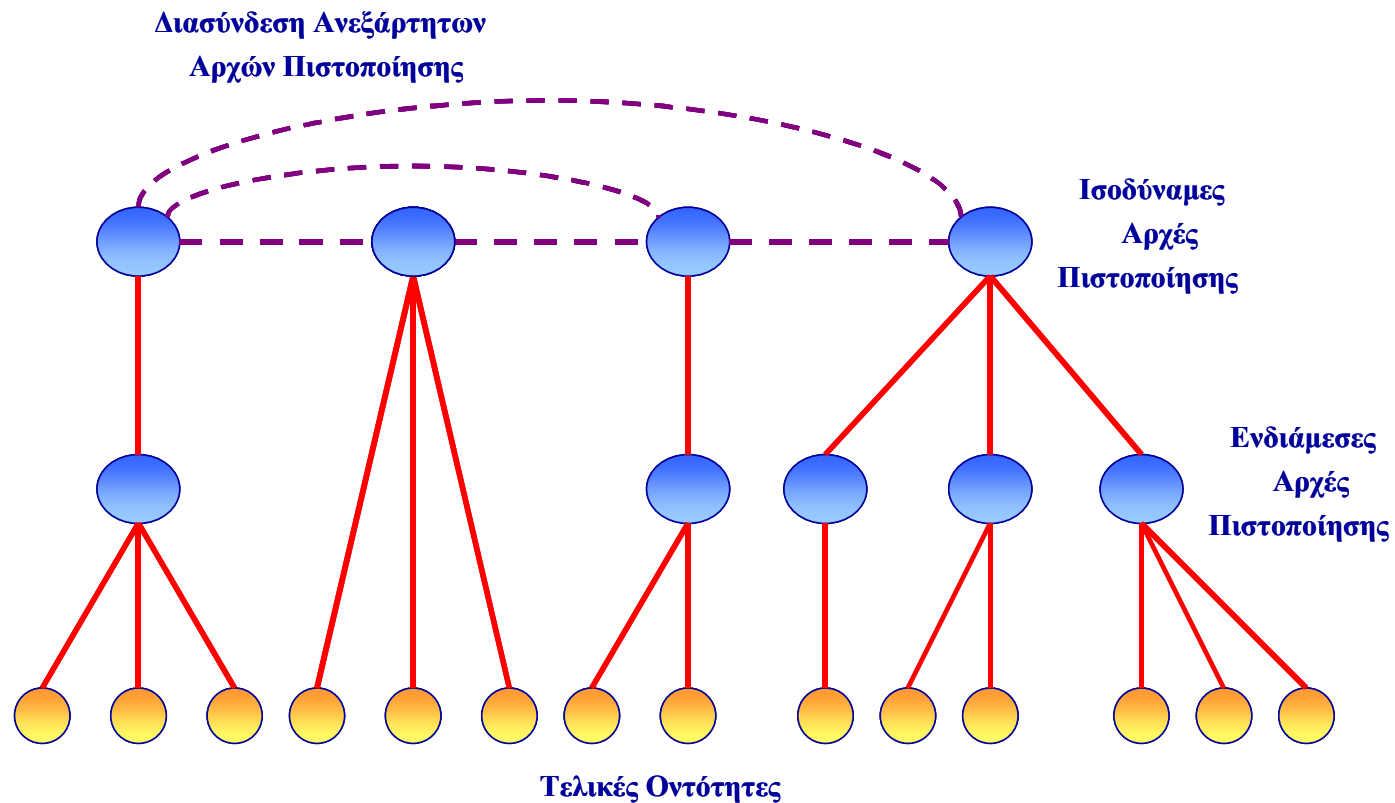 Διασύνδεση Ανεξάρτητων
Αρχών Πιστοποίησης
Ισοδύναμες
Αρχές
Πιστοποίησης
Ενδιάμεσες
Αρχές
Πιστοποίησης
Τελικές Οντότητες